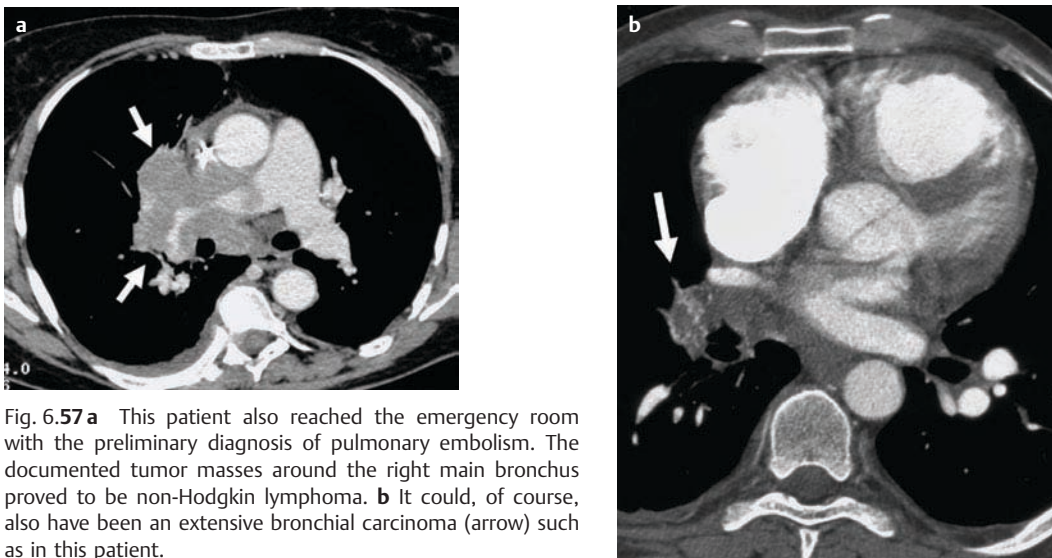 a
b
4.0
6
Fig. 6.57 a This patient also reached the emergency room
with the preliminary diagnosis of pulmonary embolism. The
documented tumor masses around the right main bronchus
proved to be non-Hodgkin lymphoma. b It could, of course,
also have been an extensive bronchial carcinoma (arrow) such
as in this patient.